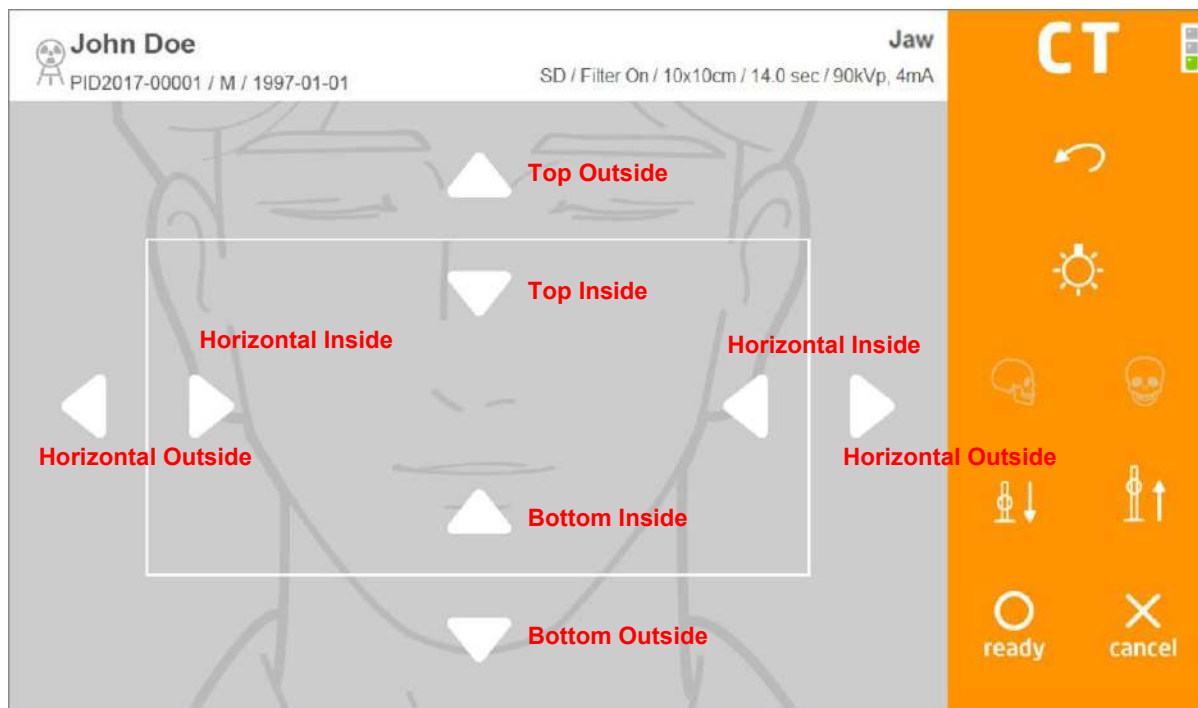 John Doe
PID2017-00001 / M / 1997-01-01
Jaw
SD / Filter On / 10x10cm / 14.0 sec / 90kVp, 4mA
CT
Top Outside
Top Inside
Horizontal Inside
Horizontal Inside
Horizontal Outside
Horizontal Outside
Bottom Inside
Bottom Outside
ready
cancel